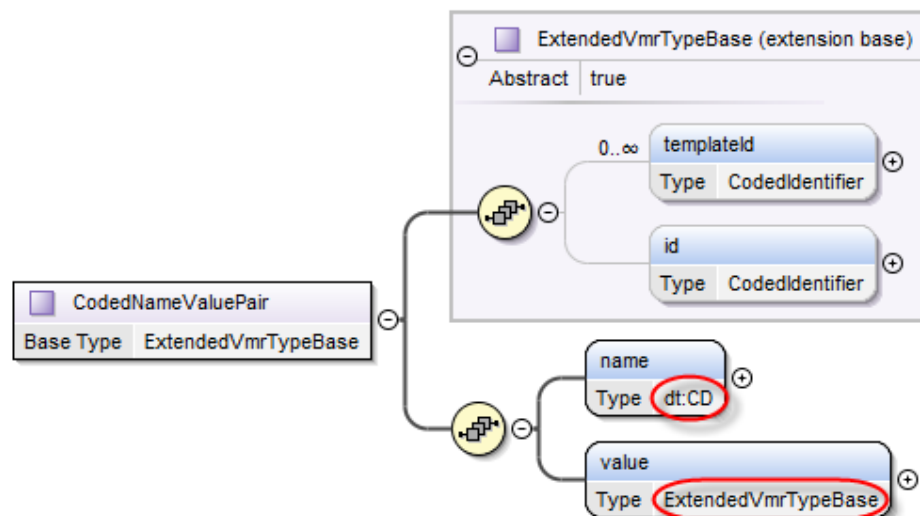 ExtendedVmrTypeBase (extension base)
Abstract true
0..∞ templateId
Type CodedIdentifier
id
Type CodedIdentifier
CodedNameValuePair
Base Type ExtendedVmrTypeBase
name
Type dt:CD
value
Type ExtendedVmrTypeBase